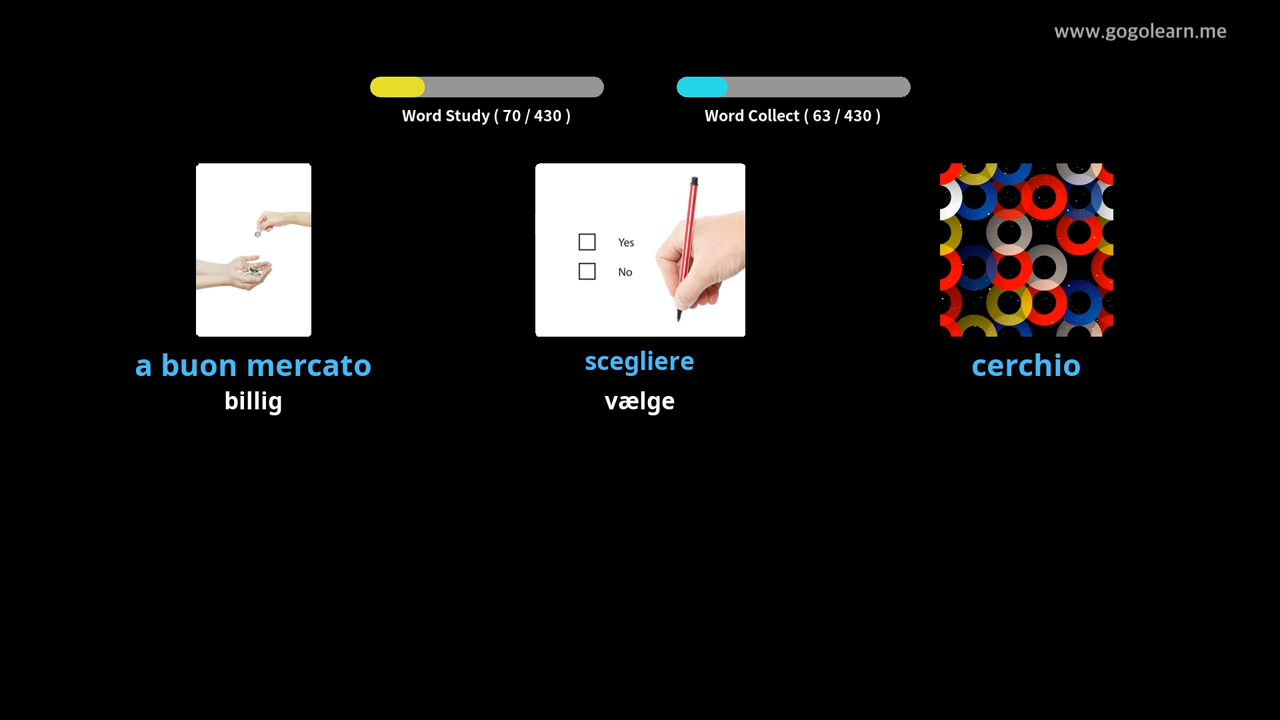 www.gogolearn.me
Word Study ( 70 / 430 )
Word Collect ( 63 / 430 )
Yes
No
a buon mercato
scegliere
cerchio
billig
vælge